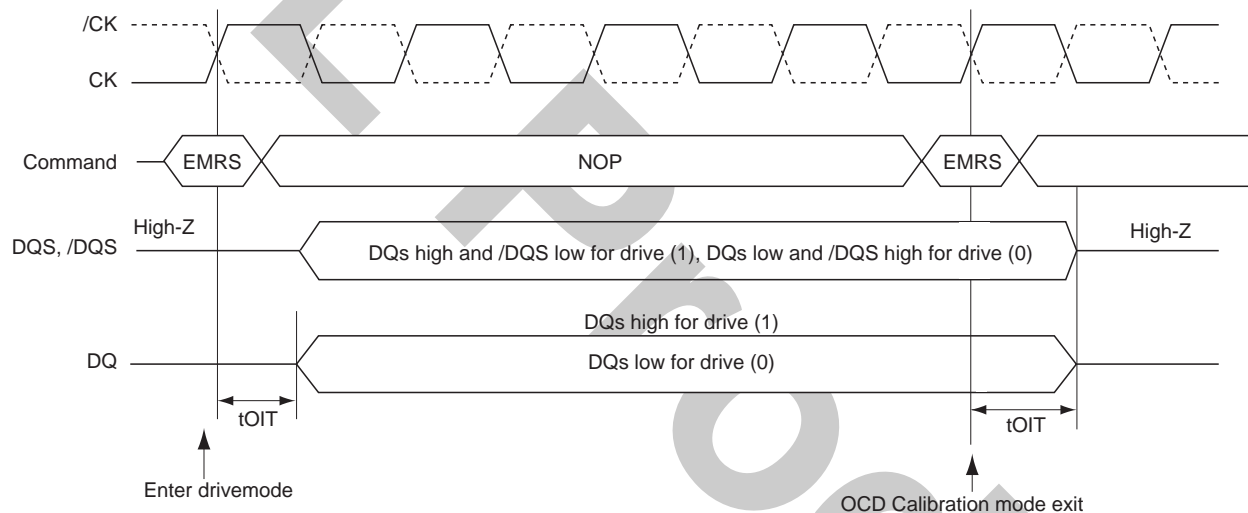 /CK
CK
Command
EMRS
NOP
EMRS
High-Z
High-Z
DQS, /DQS
DQs high and /DQS low for drive (1), DQs low and /DQS high for drive (0)
DQs high for drive (1)
DQ
DQs low for drive (0)
tOIT
tOIT
Enter drivemode
OCD Calibration mode exit